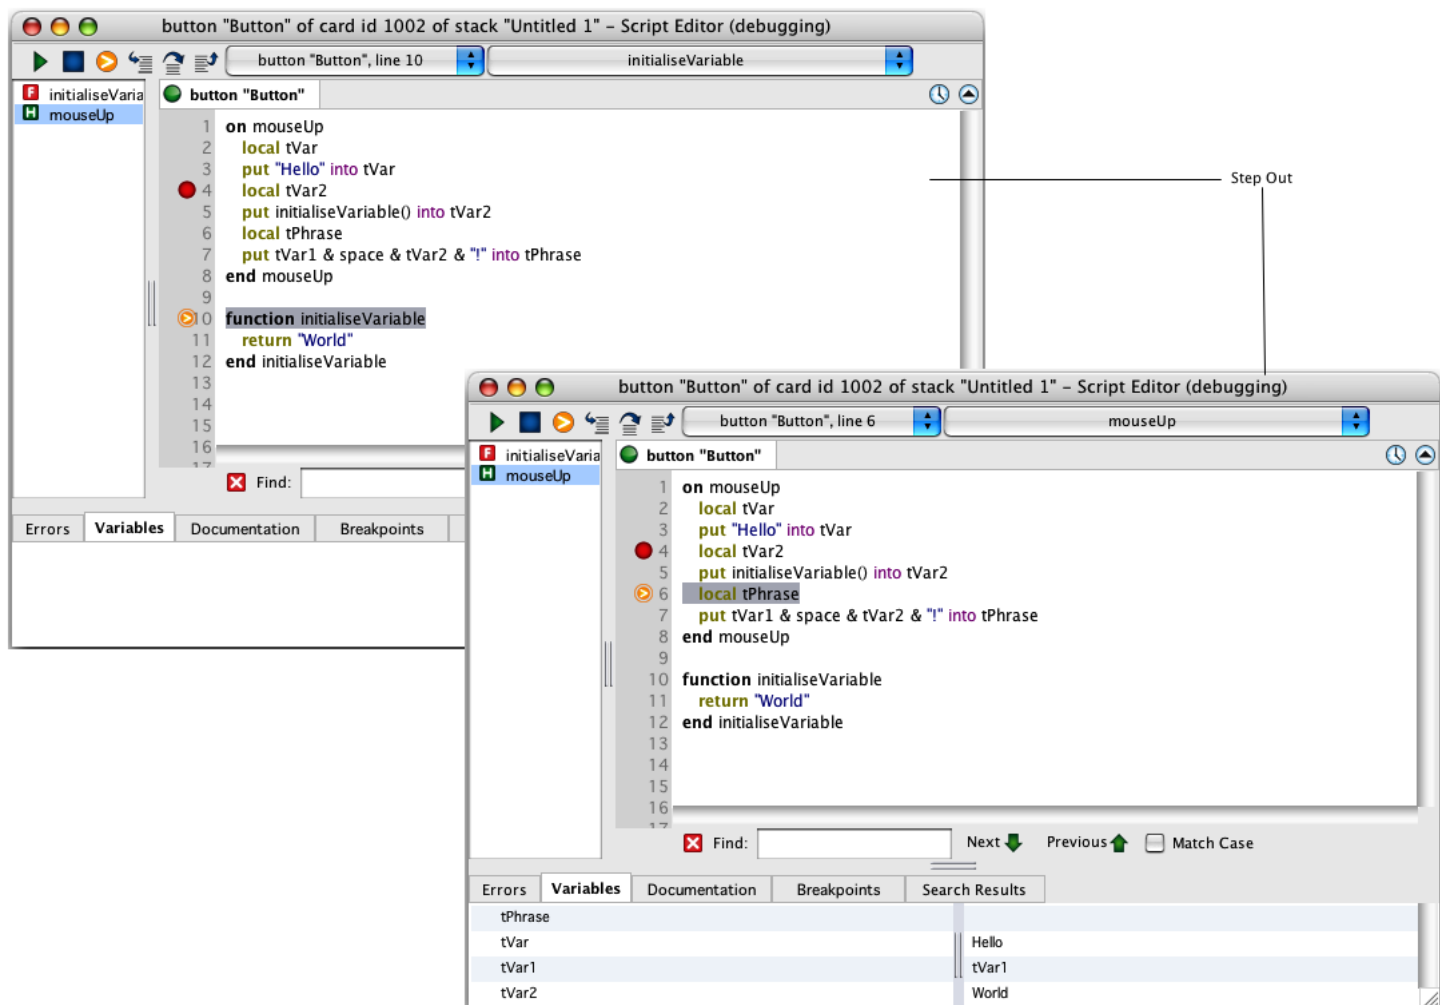 button "Button" of card id 1002 of stack "Untitled 1" – Script Editor (debugging)
button "Button", line 10
initialiseVariable
F initialiseVaria
H mouseUp
button "Button"
1 on mouseUp
2 local tVar
3 put "Hello" into tVar
4 local tVar2
5 put initialiseVariable() into tVar2
6 local tPhrase
7 put tVar1 & space & tVar2 & "!" into tPhrase
8 end mouseUp
9
10 function initialiseVariable
11 return "World"
12 end initialiseVariable
13
14
15
16
17
Find:
Errors Variables Documentation Breakpoints
Step Out
button "Button" of card id 1002 of stack "Untitled 1" – Script Editor (debugging)
button "Button", line 6
mouseUp
F initialiseVaria
H mouseUp
button "Button"
1 on mouseUp
2 local tVar
3 put "Hello" into tVar
4 local tVar2
5 put initialiseVariable() into tVar2
6 local tPhrase
7 put tVar1 & space & tVar2 & "!" into tPhrase
8 end mouseUp
9
10 function initialiseVariable
11 return "World"
12 end initialiseVariable
13
14
15
16
17
Find: Next Previous Match Case
Errors Variables Documentation Breakpoints Search Results
tPhrase
tVar Hello
tVar1 tVar1
tVar2 World